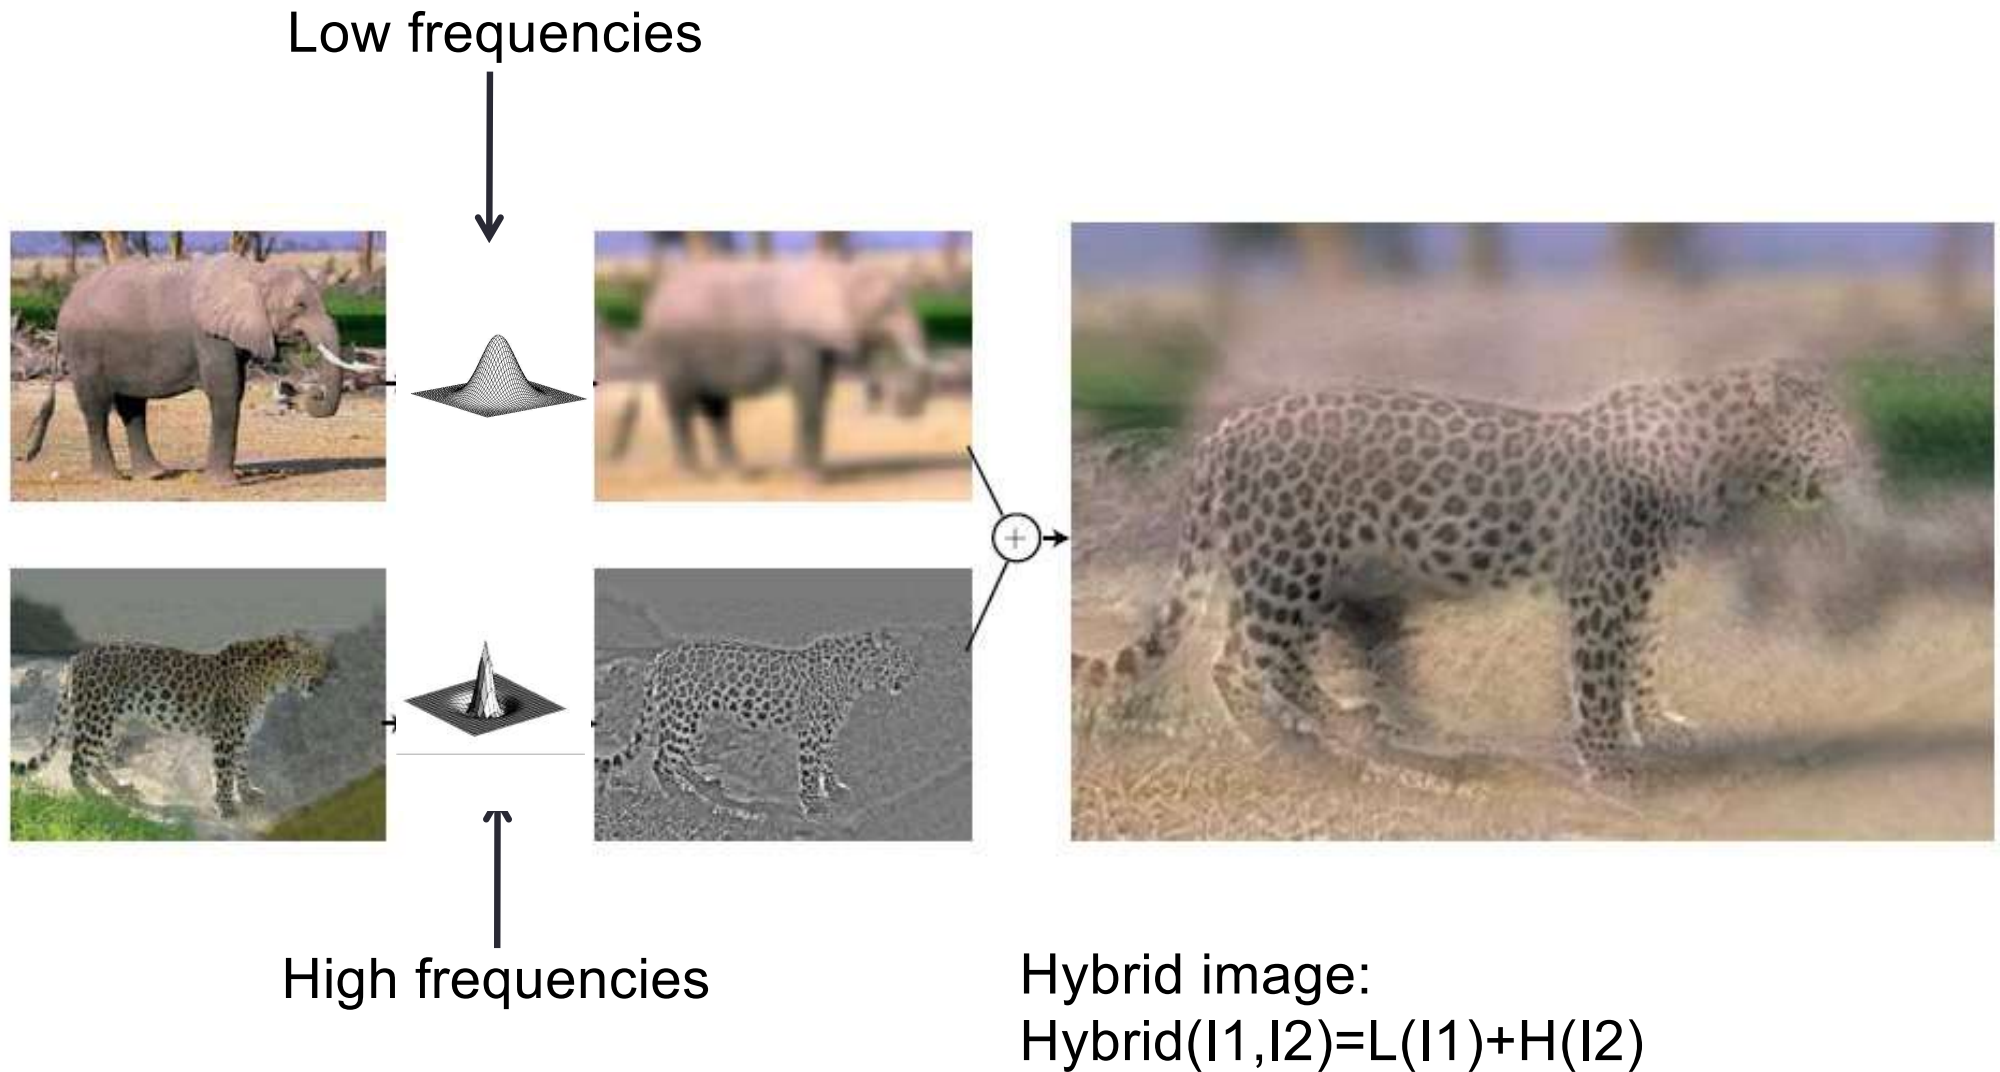 Low frequencies
High frequencies
Hybrid image:
Hybrid(I1,I2)=L(I1)+H(I2)